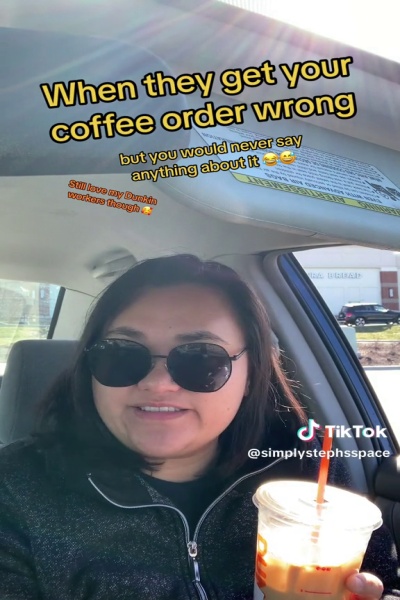 When they get your
coffee order wrong
but you would never say
anything about it 😂🤣
Still love my Dunkin
workers though 🥰
TikTok
@simplystephsspace